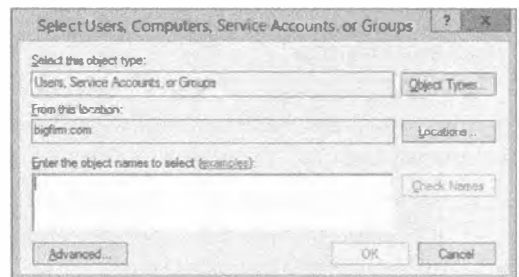 Select Users, Computers, Service Accounts, or Groups ? x
Select this object type:
Users, Service Accounts, or Groups Object Types...
From this location:
bigfirm.com Locations...
Enter the object names to select (examples):
Check Names
Advanced... OK Cancel